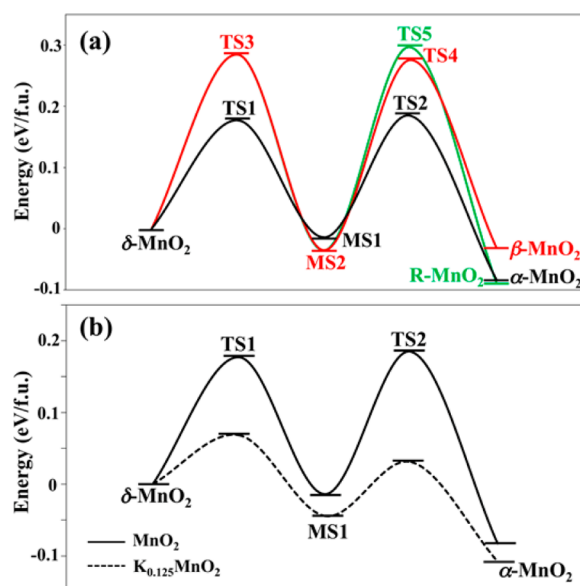 (a)
TS3
TS5
TS4
TS1
TS2
0.3
0.2
0.1
0
-0.1
Energy (eV/f.u.)
δ-MnO2
MS1
MS2
β-MnO2
R-MnO2
α-MnO2
(b)
TS1
TS2
0.2
0.1
0
-0.1
Energy (eV/f.u.)
δ-MnO2
MS1
MnO2
K0.125MnO2
α-MnO2